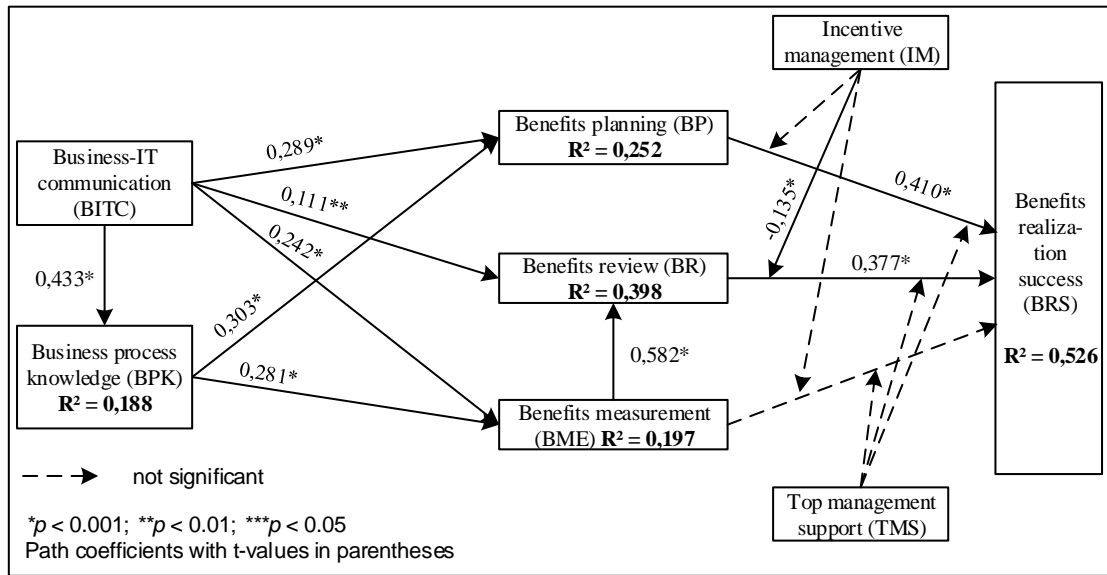 Incentive
management (IM)
Benefits planning (BP)
R² = 0,252
Business-IT
communication
(BITC)
0,289*
0,111**
0,242*
0,433*
0,303*
0,281*
Business process
knowledge (BPK)
R² = 0,188
Benefits review (BR)
R² = 0,398
0,582*
Benefits measurement
(BME) R² = 0,197
-0,135*
0,410*
0,377*
Benefits
realiza-
tion
success
(BRS)
R² = 0,526
Top management
support (TMS)
not significant
*p < 0.001; **p < 0.01; ***p < 0.05
Path coefficients with t-values in parentheses